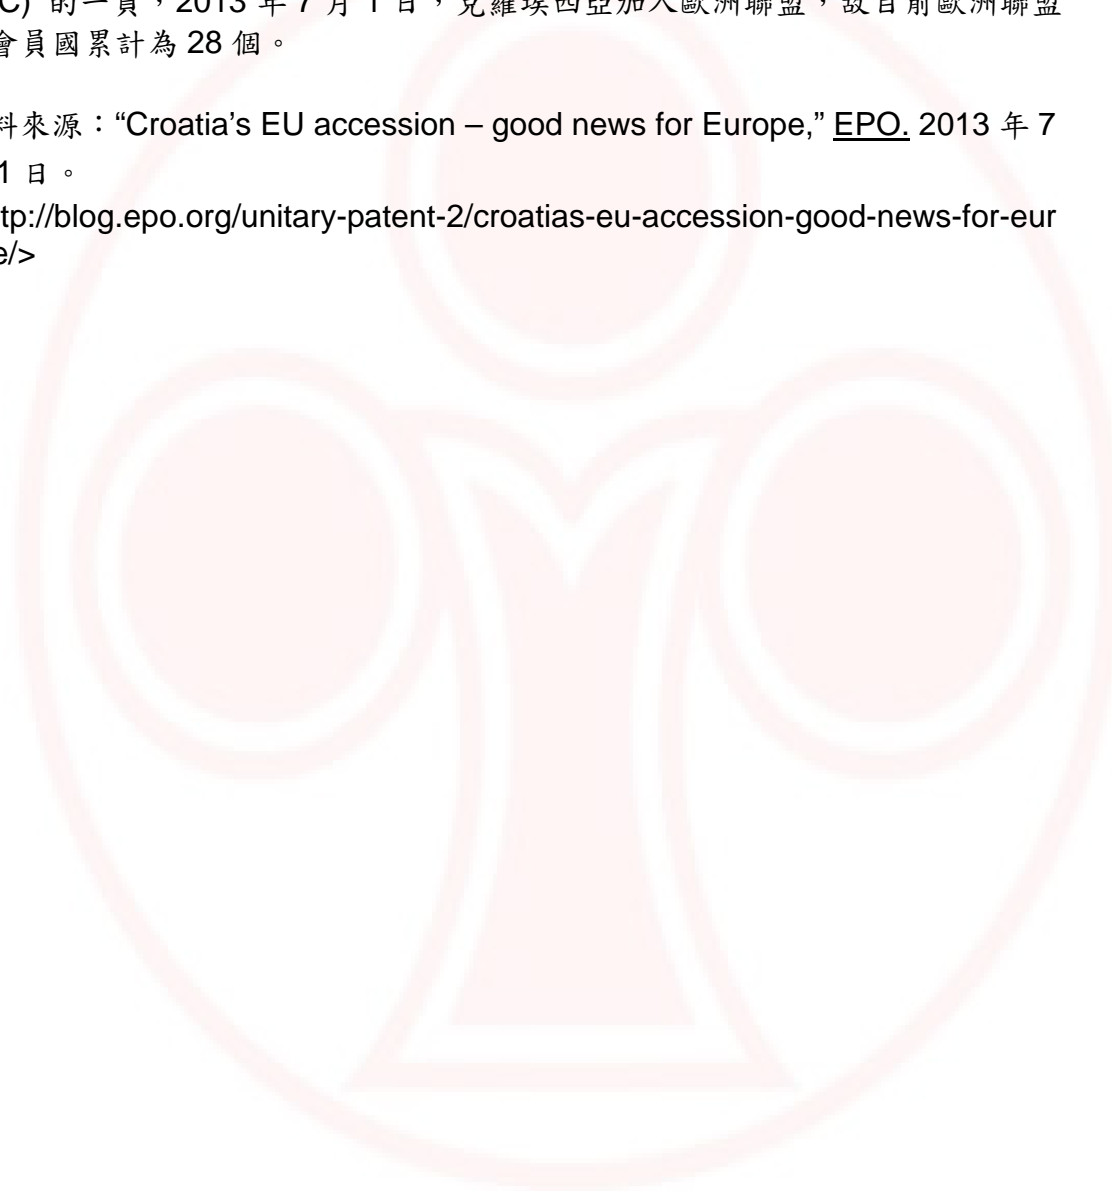 C) 的一員，2013 年 7 月 1 日，克羅埃西亞加入歐洲聯盟，故目前歐洲聯盟
會員國累計為 28 個。
料來源：“Croatia’s EU accession – good news for Europe,” EPO. 2013 年 7
1 日。
tp://blog.epo.org/unitary-patent-2/croatias-eu-accession-good-news-for-eur
e/>